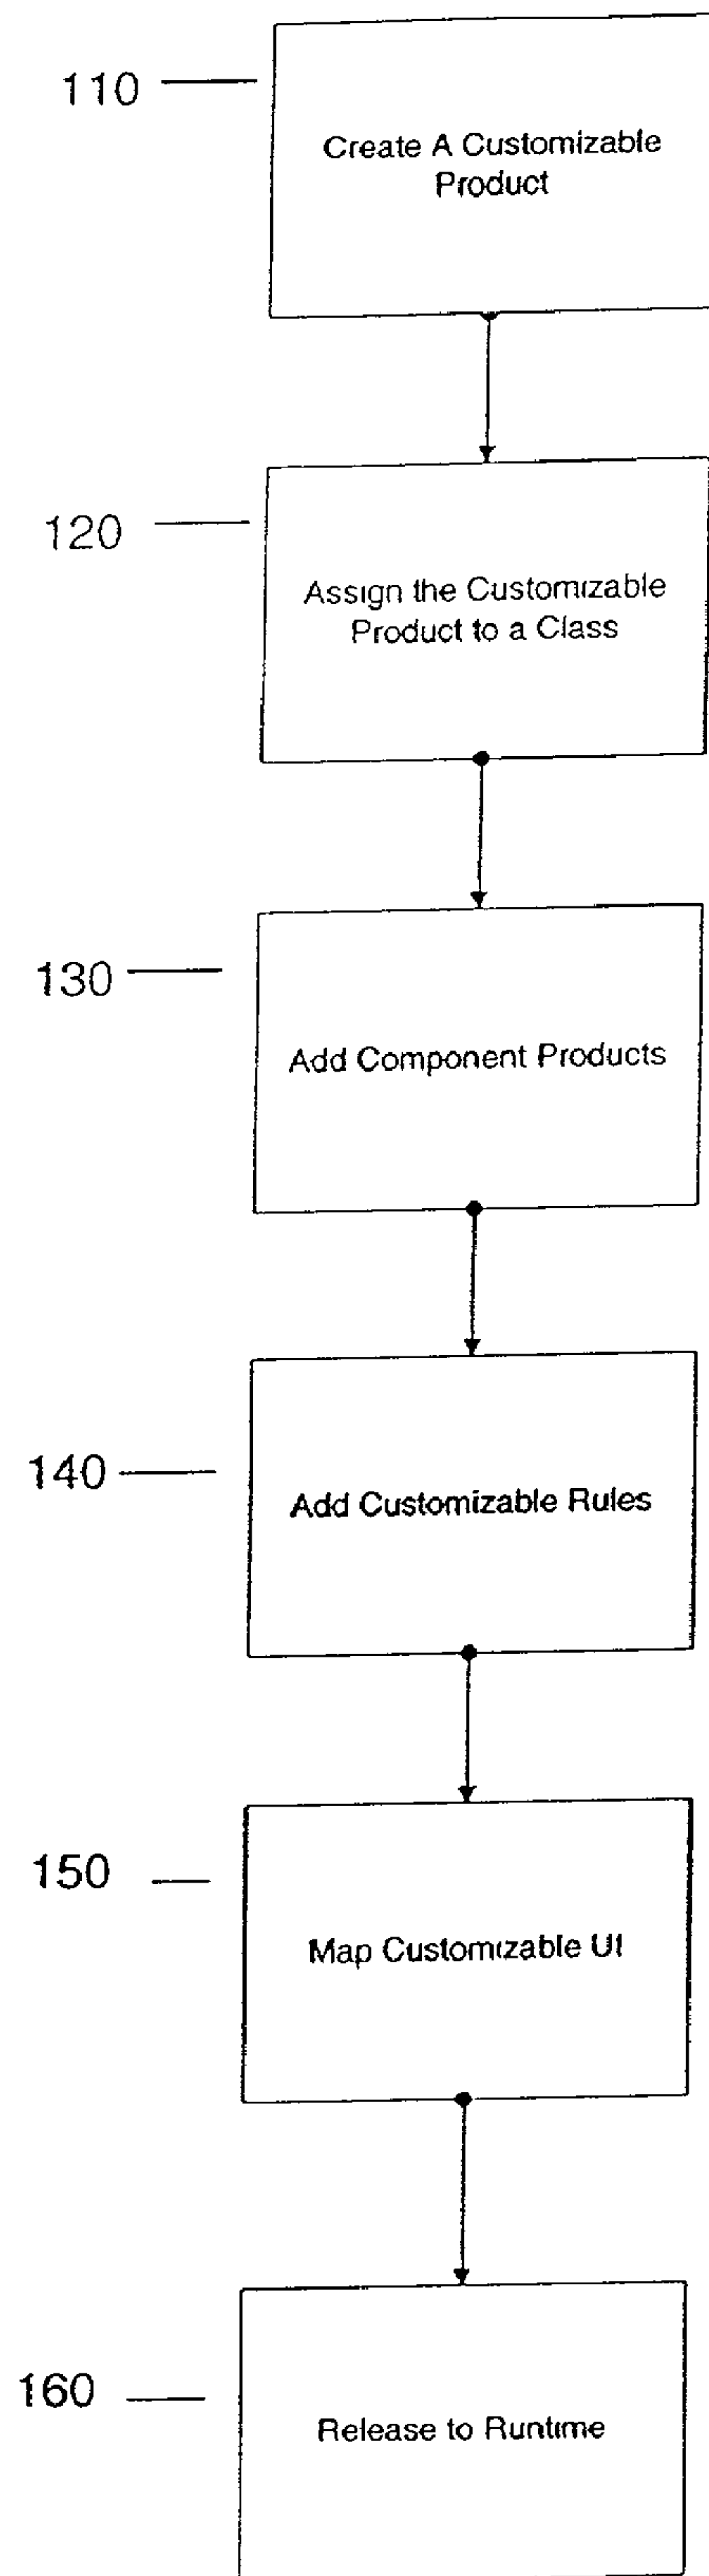 110
Create A Customizable
Product
120
Assign the Customizable
Product to a Class
130
Add Component Products
140
Add Customizable Rules
150
Map Customizable UI
160
Release to Runtime